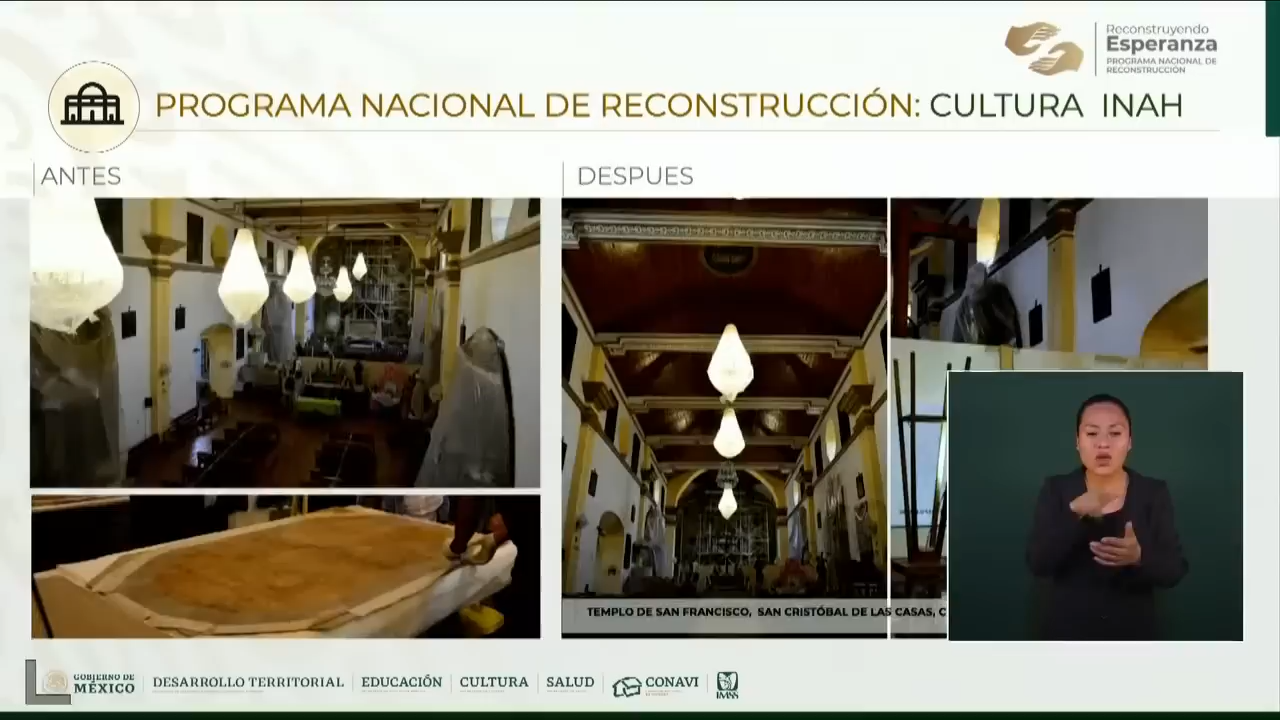 Reconstruyendo
Esperanza
PROGRAMA NACIONAL DE
RECONSTRUCCIÓN
PROGRAMA NACIONAL DE RECONSTRUCCIÓN: CULTURA INAH
ANTES
DESPUES
TEMPLO DE SAN FRANCISCO, SAN CRISTÓBAL DE LAS CASAS, C
GOBIERNO DE
MÉXICO
DESARROLLO TERRITORIAL
EDUCACIÓN
CULTURA
SALUD
CONAVI
IMSS